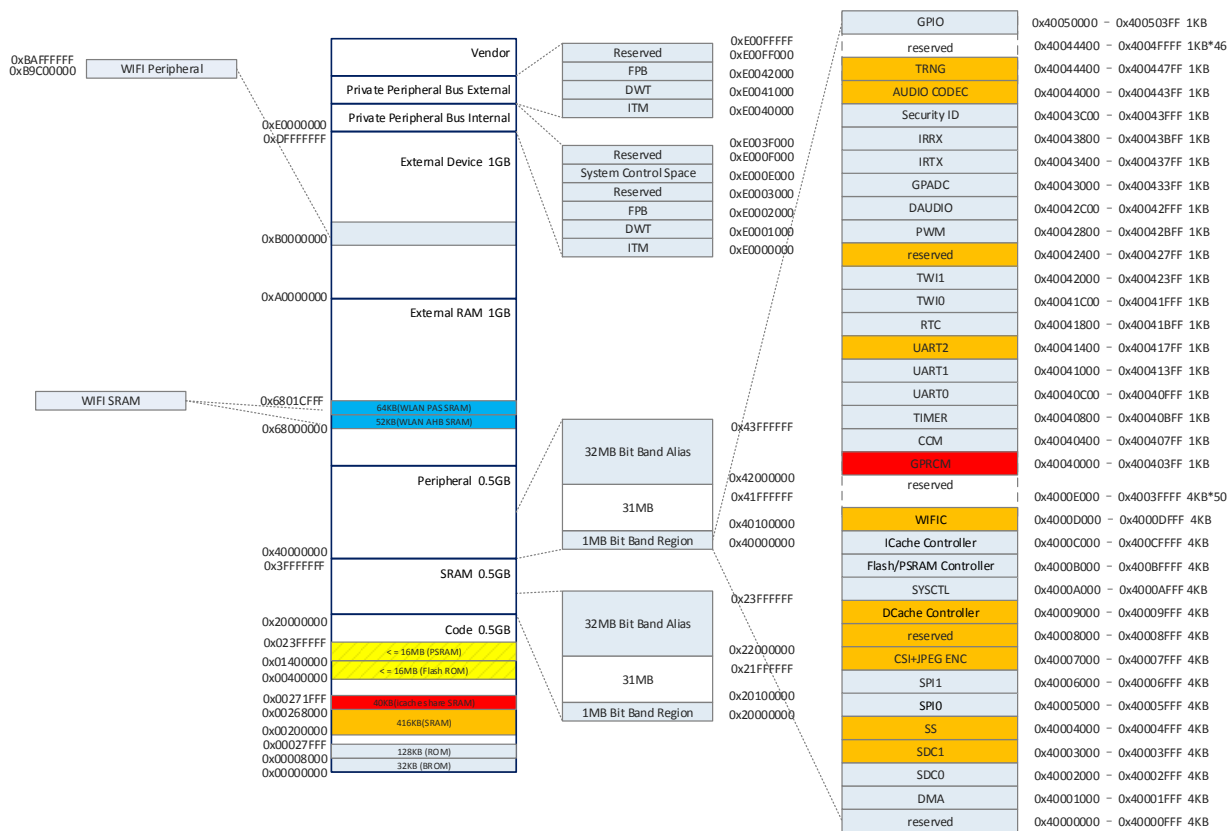 0xBAFFFFFF
0xB9C00000
WIFI Peripheral
WIFI SRAM
Vendor
Private Peripheral Bus External
Private Peripheral Bus Internal
0xE0000000
0xDFFFFFFF
External Device 1GB
0xB0000000
0xA0000000
External RAM 1GB
0x6801CFFF
64KB(WLAN PAS SRAM)
52KB(WLAN AHB SRAM)
0x68000000
Peripheral 0.5GB
0x40000000
0x3FFFFFFF
SRAM 0.5GB
0x20000000
Code 0.5GB
0x023FFFFF
< = 16MB (PSRAM)
0x01400000
< = 16MB (Flash ROM)
0x00400000
0x00271FFF
40KB(icache share SRAM)
0x00268000
416KB(SRAM)
0x00200000
0x00027FFF
128KB (ROM)
0x00008000
32KB (BROM)
0x00000000
0xE00FFFFF
Reserved
0xE00FF000
FPB
0xE0042000
DWT
0xE0041000
ITM
0xE0040000
0xE003F000
Reserved
0xE000F000
System Control Space
0xE000E000
Reserved
0xE0003000
FPB
0xE0002000
DWT
0xE0001000
ITM
0xE0000000
0x43FFFFFF
32MB Bit Band Alias
0x42000000
0x41FFFFFF
31MB
0x40100000
1MB Bit Band Region
0x40000000
0x23FFFFFF
32MB Bit Band Alias
0x22000000
0x21FFFFFF
31MB
0x20100000
1MB Bit Band Region
0x20000000
GPIO 0x40050000 - 0x400503FF 1KB
reserved 0x40044400 - 0x4004FFFF 1KB*46
TRNG 0x40044400 - 0x400447FF 1KB
AUDIO CODEC 0x40044000 - 0x400443FF 1KB
Security ID 0x40043C00 - 0x40043FFF 1KB
IRRX 0x40043800 - 0x40043BFF 1KB
IRTX 0x40043400 - 0x400437FF 1KB
GPADC 0x40043000 - 0x400433FF 1KB
DAUDIO 0x40042C00 - 0x40042FFF 1KB
PWM 0x40042800 - 0x40042BFF 1KB
reserved 0x40042400 - 0x400427FF 1KB
TWI1 0x40042000 - 0x400423FF 1KB
TWI0 0x40041C00 - 0x40041FFF 1KB
RTC 0x40041800 - 0x40041BFF 1KB
UART2 0x40041400 - 0x400417FF 1KB
UART1 0x40041000 - 0x400413FF 1KB
UART0 0x40040C00 - 0x40040FFF 1KB
TIMER 0x40040800 - 0x40040BFF 1KB
CCM 0x40040400 - 0x400407FF 1KB
GPRCM 0x40040000 - 0x400403FF 1KB
reserved
0x4000E000 - 0x4003FFFF 4KB*50
WIFIC 0x4000D000 - 0x4000DFFF 4KB
ICache Controller 0x4000C000 - 0x400CFFFF 4KB
Flash/PSRAM Controller 0x4000B000 - 0x400BFFFF 4KB
SYSCTL 0x4000A000 - 0x4000AFFF 4KB
DCache Controller 0x40009000 - 0x40009FFF 4KB
reserved 0x40008000 - 0x40008FFF 4KB
CSI+JPEG ENC 0x40007000 - 0x40007FFF 4KB
SPI1 0x40006000 - 0x40006FFF 4KB
SPI0 0x40005000 - 0x40005FFF 4KB
SS 0x40004000 - 0x40004FFF 4KB
SDC1 0x40003000 - 0x40003FFF 4KB
SDC0 0x40002000 - 0x40002FFF 4KB
DMA 0x40001000 - 0x40001FFF 4KB
reserved 0x40000000 - 0x40000FFF 4KB